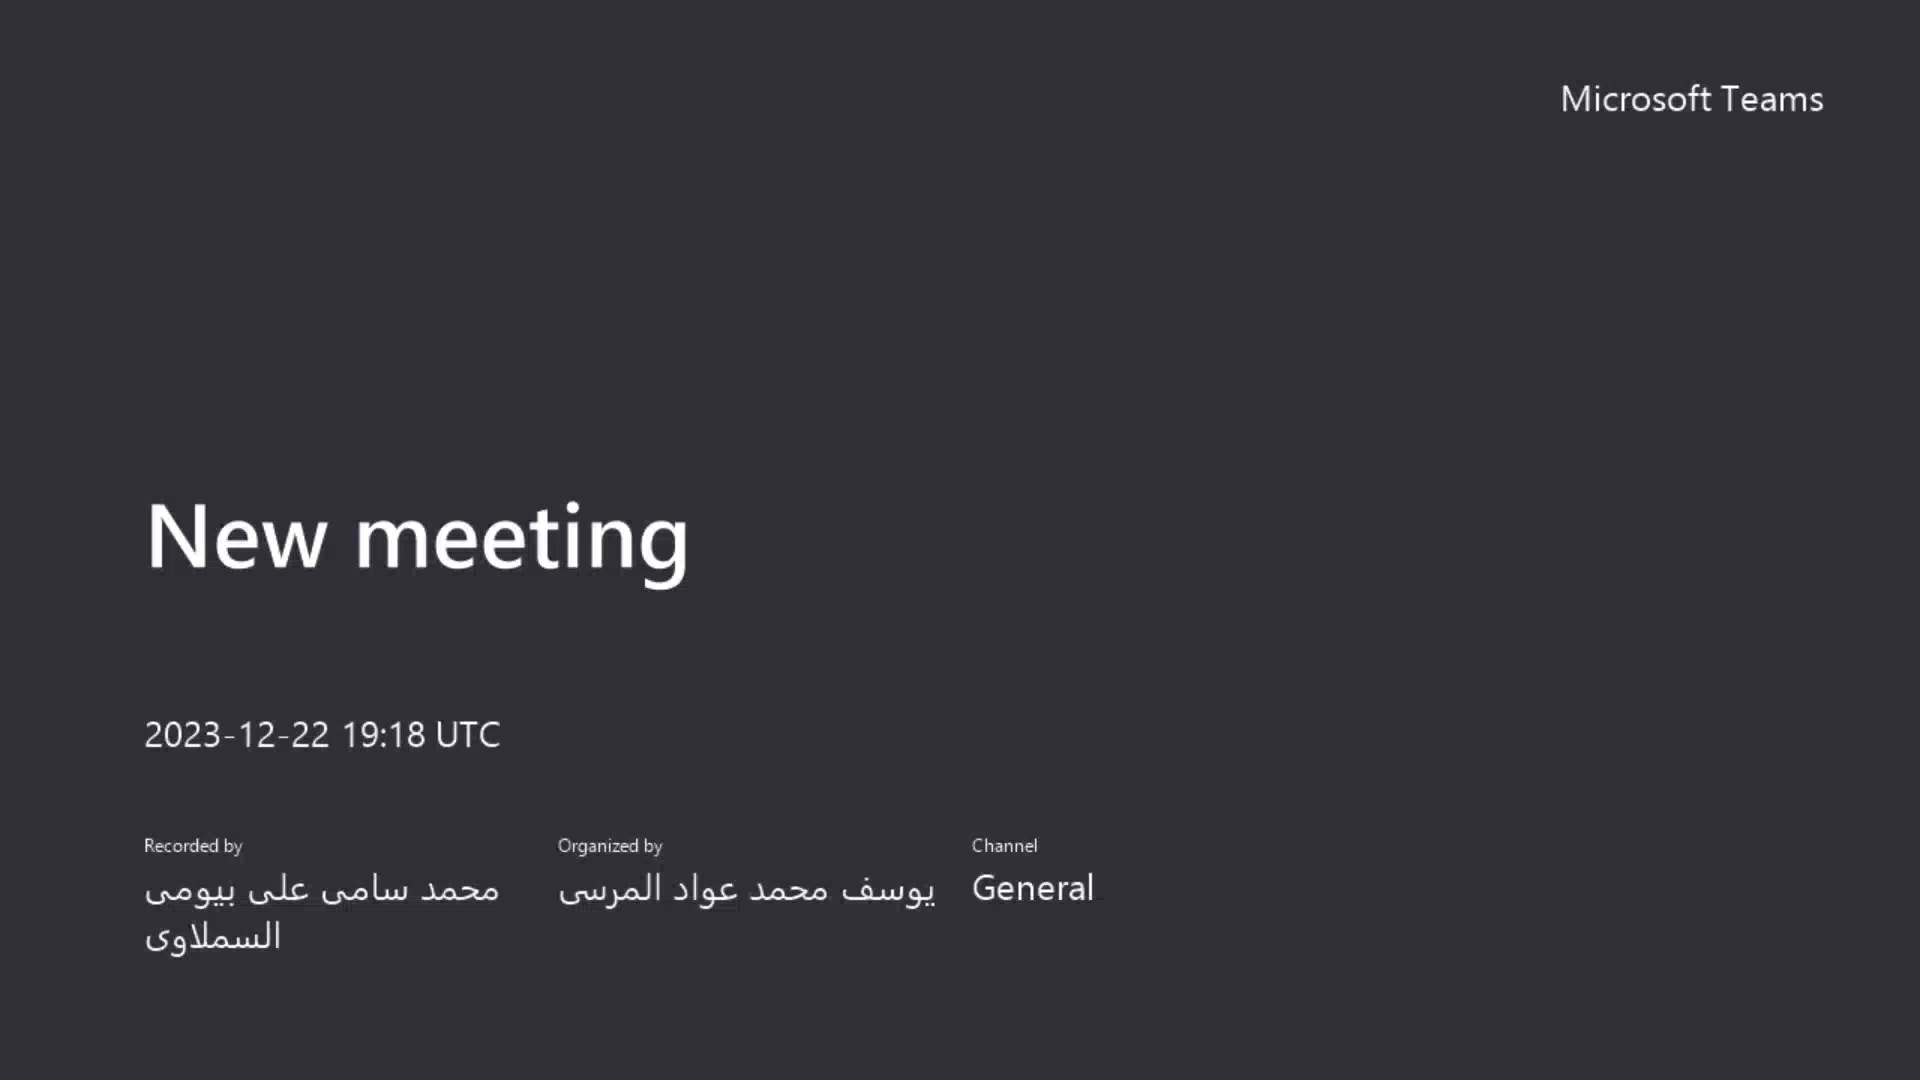 Microsoft Teams
New meeting
2023-12-22 19:18 UTC
Recorded by
محمد سامى على بيومى
السملاوى
Organized by
يوسف محمد عواد المرسى
Channel
General